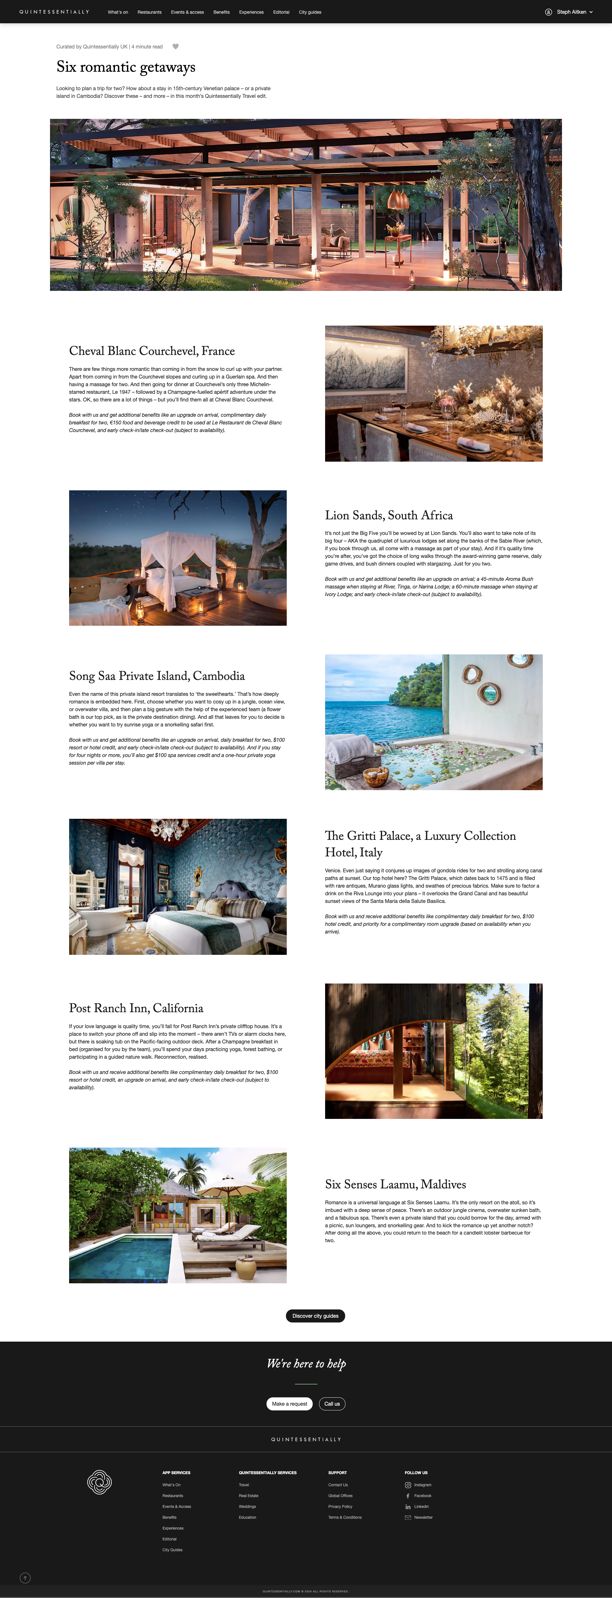 QUINTESSENTIALLY
What's on Restaurants Events & access Benefits Experiences Editorial City guides
Steph Aitken
Curated by Quintessentially UK | 4 minute read
Six romantic getaways
Looking to plan a trip for two? How about a stay in 15th-century Venetian palace – or a private
island in Cambodia? Discover these – and more – in this month's Quintessentially Travel edit.
Cheval Blanc Courchevel, France
There are few things more romantic than coming in from the snow to curl up with your partner.
Apart from coming in from the Courchevel slopes and curling up in a Guerlain spa. And then
having a massage for two. And then going for dinner at Courchevel's only three Michelin-
starred restaurant, Le 1947 – followed by a Champagne-fuelled apéritif adventure under the
stars. OK, so there are a lot of things – but you'll find them all at Cheval Blanc Courchevel.
Book with us and get additional benefits like an upgrade on arrival, complimentary daily
breakfast for two, €150 food and beverage credit to be used at Le Restaurant de Cheval Blanc
Courchevel, and early check-in/late check-out (subject to availability).
Lion Sands, South Africa
It's not just the Big Five you'll be wowed by at Lion Sands. You'll also want to take note of its
big four – AKA the quadruplet of luxurious lodges set along the banks of the Sabie River (which,
if you book through us, all come with a massage as part of your stay). And if it's quality time
you're after, you've got the choice of long walks through the award-winning game reserve, daily
game drives, and bush dinners coupled with stargazing. Just for you two.
Book with us and get additional benefits like an upgrade on arrival; a 45-minute Aroma Bush
massage when staying at River, Tinga, or Narina Lodge; a 60-minute massage when staying at
Ivory Lodge; and early check-in/late check-out (subject to availability).
Song Saa Private Island, Cambodia
Even the name of this private island resort translates to 'the sweethearts.' That's how deeply
romance is embedded here. First, choose whether you want to cosy up in a jungle, ocean view,
or overwater villa, and then plan a big gesture with the help of the experienced team (a flower
bath is our top pick, as is the private destination dining). And all that leaves for you to decide is
whether you want to try sunrise yoga or a snorkelling safari first.
Book with us and get additional benefits like an upgrade on arrival, daily breakfast for two, $100
resort or hotel credit, and early check-in/late check-out (subject to availability). And if you stay
for four nights or more, you'll also get $100 spa services credit and a one-hour private yoga
session per villa per stay.
The Gritti Palace, a Luxury Collection
Hotel, Italy
Venice. Even just saying it conjures up images of gondola rides for two and strolling along canal
paths at sunset. Our top hotel here? The Gritti Palace, which dates back to 1475 and is filled
with rare antiques, Murano glass lights, and swathes of precious fabrics. Make sure to factor a
drink on the Riva Lounge into your plans – it overlooks the Grand Canal and has beautiful
sunset views of the Santa Maria della Salute Basilica.
Book with us and receive additional benefits like complimentary daily breakfast for two, $100
hotel credit, and priority for a complimentary room upgrade (based on availability when you
arrive).
Post Ranch Inn, California
If your love language is quality time, you'll fall for Post Ranch Inn's private clifftop house. It's a
place to switch your phone off and slip into the moment – there aren't TVs or alarm clocks here,
but there is soaking tub on the Pacific-facing outdoor deck. After a Champagne breakfast in
bed (organised for you by the team), you'll spend your days practicing yoga, forest bathing, or
participating in a guided nature walk. Reconnection, realised.
Book with us and receive additional benefits like complimentary daily breakfast for two, $100
resort or hotel credit, an upgrade on arrival, and early check-in/late check-out (subject to
availability).
Six Senses Laamu, Maldives
Romance is a universal language at Six Senses Laamu. It's the only resort on the atoll, so it's
imbued with a deep sense of peace. There's an outdoor jungle cinema, overwater sunken bath,
and a fabulous spa. There's even a private island that you could borrow for the day, armed with
a picnic, sun loungers, and snorkelling gear. And to kick the romance up yet another notch?
After doing all the above, you could return to the beach for a candlelit lobster barbecue for
two.
Discover city guides
We're here to help
Make a request Call us
QUINTESSENTIALLY
APP SERVICES
What's On
Restaurants
Events & Access
Benefits
Experiences
Editorial
City Guides
QUINTESSENTIALLY SERVICES
Travel
Real Estate
Weddings
Education
SUPPORT
Contact Us
Global Offices
Privacy Policy
Terms & Conditions
FOLLOW US
Instagram
Facebook
Linkedin
Newsletter